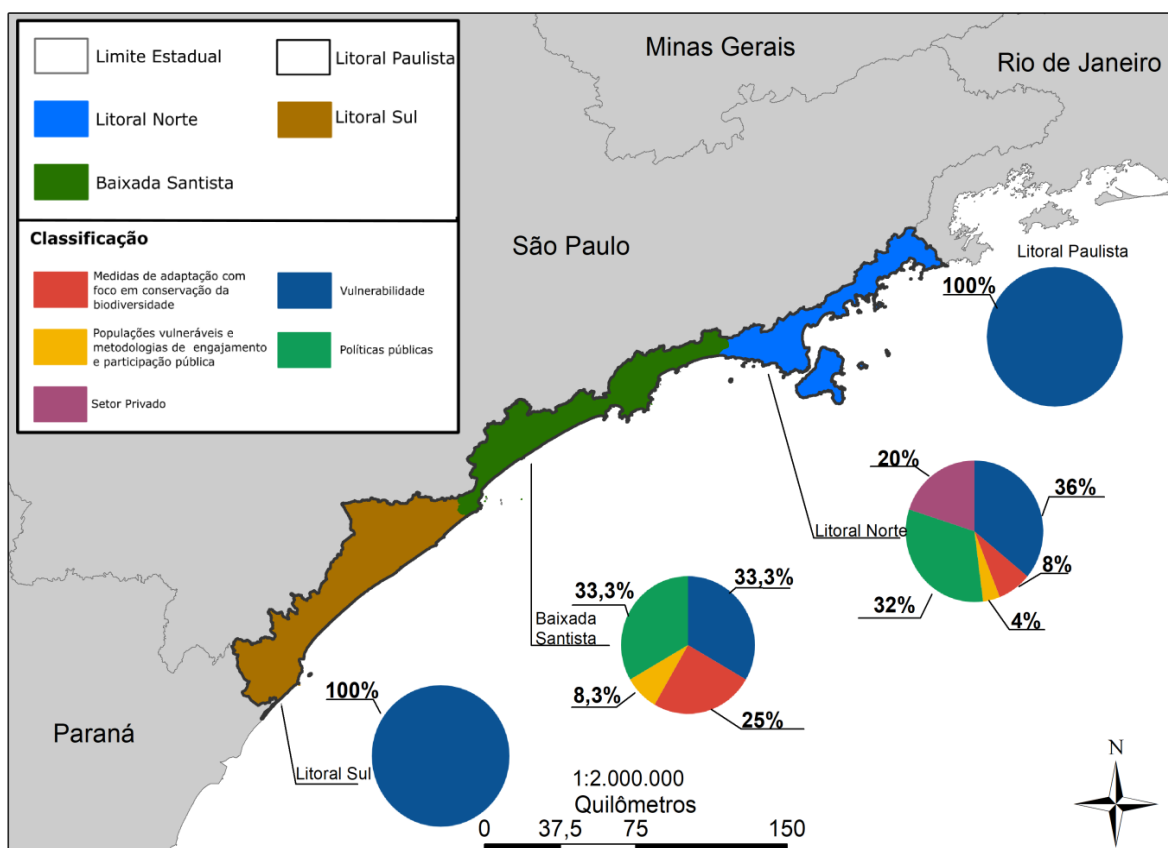 Limite Estadual
Litoral Paulista
Litoral Norte
Litoral Sul
Baixada Santista
Classificação
Medidas de adaptação com
foco em conservação da
biodiversidade
Vulnerabilidade
Populações vulneráveis e
metodologias de engajamento
e participação pública
Políticas públicas
Setor Privado
Minas Gerais
Rio de Janeiro
São Paulo
Paraná
Litoral Paulista
100%
Litoral Norte
20%
36%
8%
4%
32%
Baixada
Santista
33,3%
33,3%
8,3%
25%
Litoral Sul
100%
1:2.000.000
Quilômetros
0 37,5 75 150
N